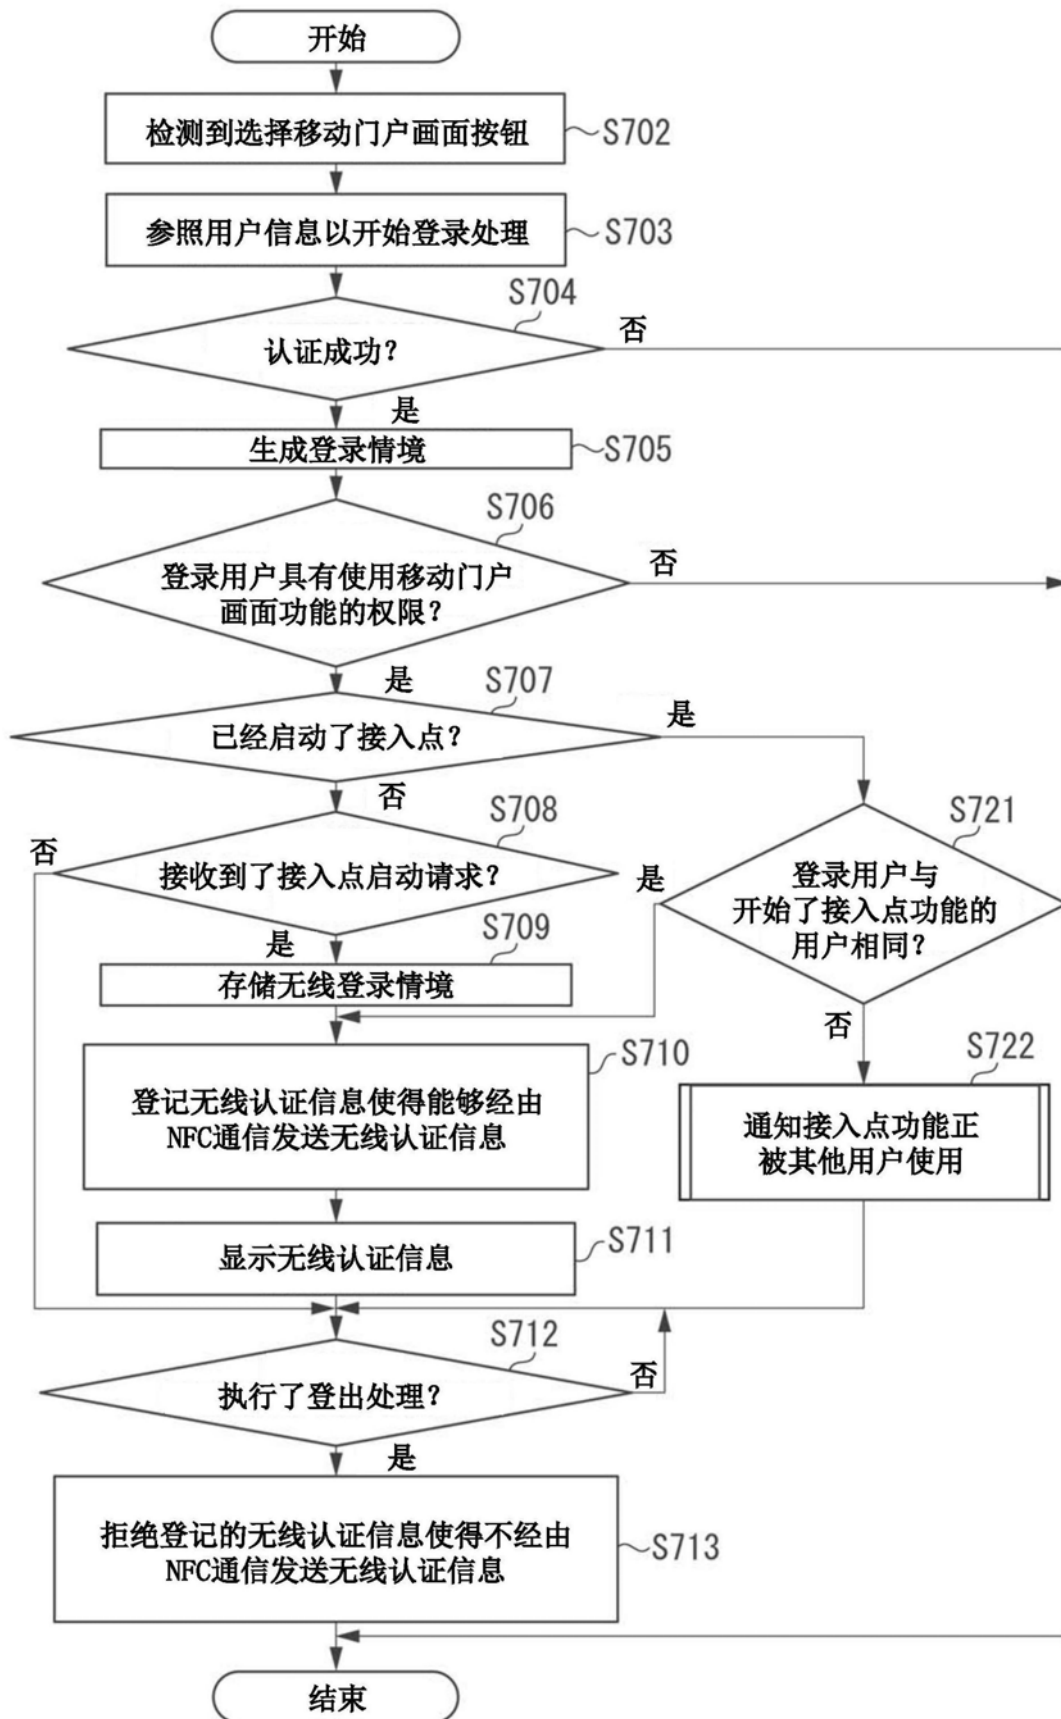 开始
检测到选择移动门户画面按钮
S702
参照用户信息以开始登录处理
S703
S704
认证成功？
否
是
生成登录情境
S705
S706
登录用户具有使用移动门户
画面功能的权限？
否
是
S707
已经启动了接入点？
是
否
S708
否
接收到了接入点启动请求？
是
S721
登录用户与
开始了接入点功能的
用户相同？
是
S709
存储无线登录情境
否
S710
登记无线认证信息使得能够经由
NFC通信发送无线认证信息
S722
通知接入点功能正
被其他用户使用
S711
显示无线认证信息
S712
执行了登出处理？
否
是
拒绝登记的无线认证信息使得不经由
NFC通信发送无线认证信息
S713
结束